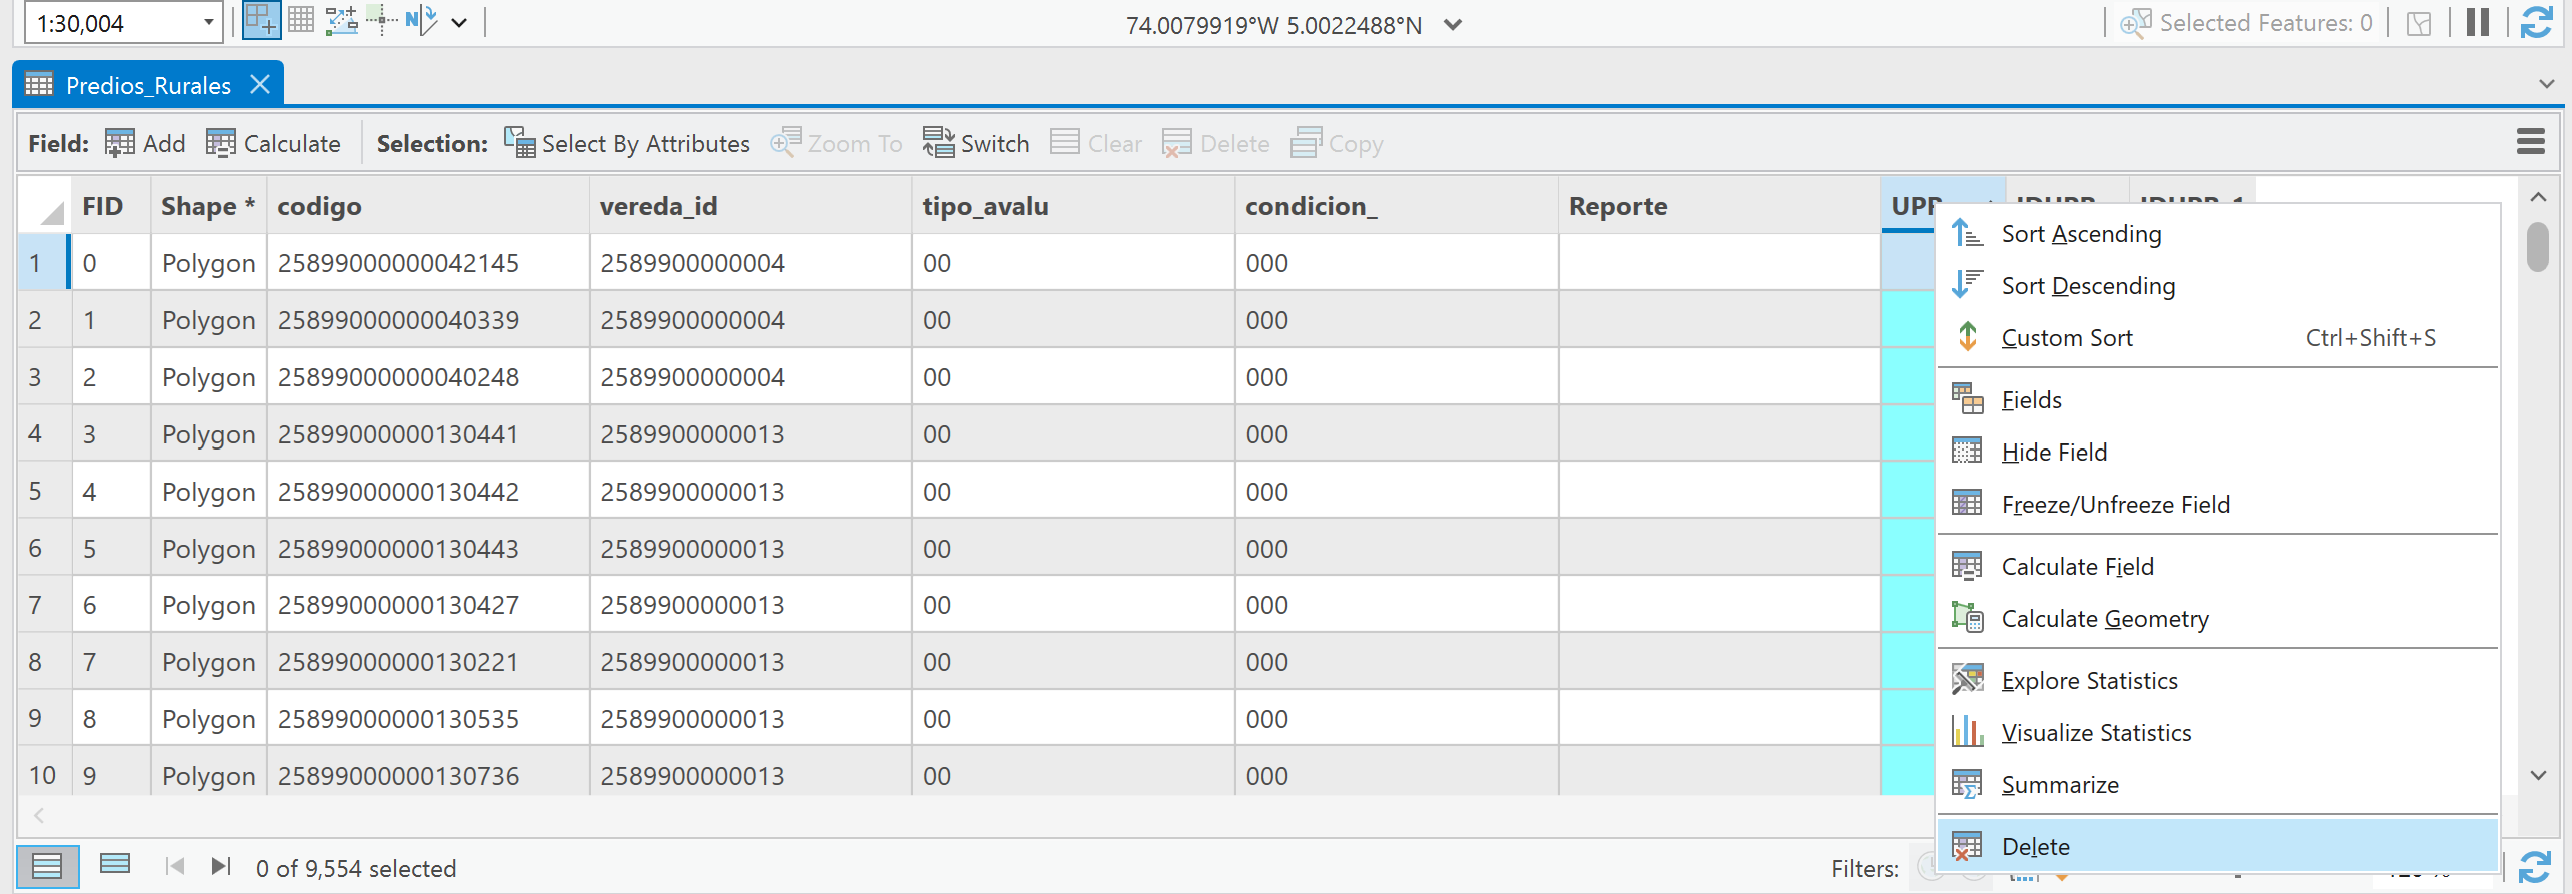 1:30,004
74.0079919°W 5.0022488°N
Selected Features: 0
Predios_Rurales
Field: Add Calculate Selection: Select By Attributes Zoom To Switch Clear Delete Copy
FID Shape * codigo vereda_id tipo_avalu condicion_ Reporte UPR IDUPR IDUPR_1
1 0 Polygon 25899000000042145 2589900000004 00 000
2 1 Polygon 25899000000040339 2589900000004 00 000
3 2 Polygon 25899000000040248 2589900000004 00 000
4 3 Polygon 25899000000130441 2589900000013 00 000
5 4 Polygon 25899000000130442 2589900000013 00 000
6 5 Polygon 25899000000130443 2589900000013 00 000
7 6 Polygon 25899000000130427 2589900000013 00 000
8 7 Polygon 25899000000130221 2589900000013 00 000
9 8 Polygon 25899000000130535 2589900000013 00 000
10 9 Polygon 25899000000130736 2589900000013 00 000
Sort Ascending
Sort Descending
Custom Sort Ctrl+Shift+S
Fields
Hide Field
Freeze/Unfreeze Field
Calculate Field
Calculate Geometry
Explore Statistics
Visualize Statistics
Summarize
Delete
0 of 9,554 selected
Filters: